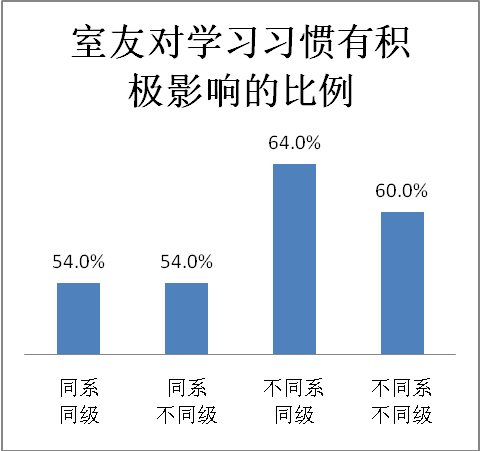 室友对学习习惯有积
极影响的比例
64.0%
60.0%
54.0%
54.0%
同系
同级
同系
不同级
不同系
同级
不同系
不同级